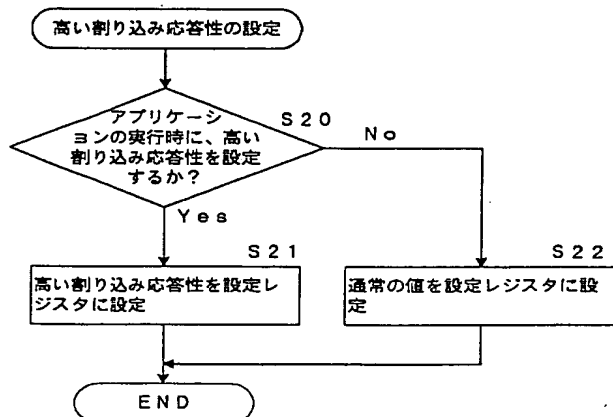 高い割り込み応答性の設定
アプリケーシ
ョンの実行時に、高い
割り込み応答性を設定
するか？
S20
No
Yes
S21
高い割り込み応答性を設定レ
ジスタに設定
S22
通常の値を設定レジスタに設
定
END